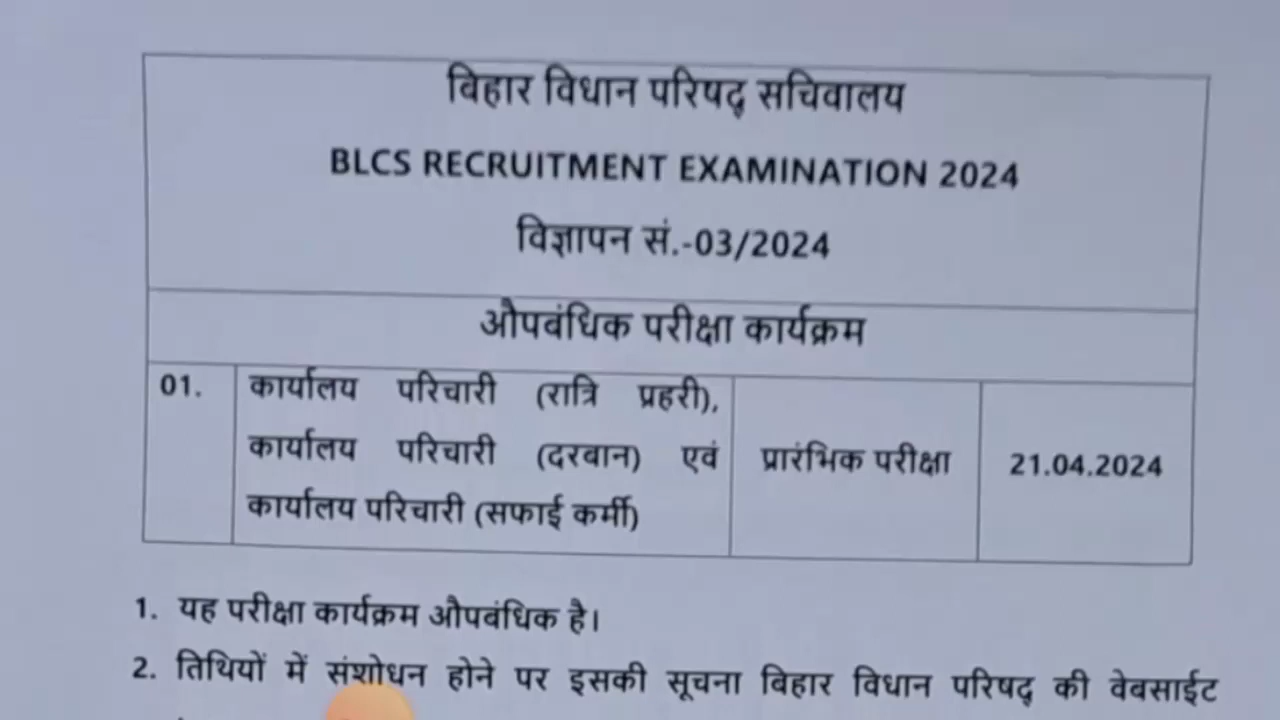 बिहार विधान परिषद् सचिवालय
BLCS RECRUITMENT EXAMINATION 2024
विज्ञापन सं.-03/2024
औपबंधिक परीक्षा कार्यक्रम
01. कार्यालय परिचारी (रात्रि प्रहरी),
कार्यालय परिचारी (दरबान) एवं
कार्यालय परिचारी (सफाई कर्मी)
प्रारंभिक परीक्षा
21.04.2024
1. यह परीक्षा कार्यक्रम औपबंधिक है।
2. तिथियों में संशोधन होने पर इसकी सूचना बिहार विधान परिषद् की वेबसाईट